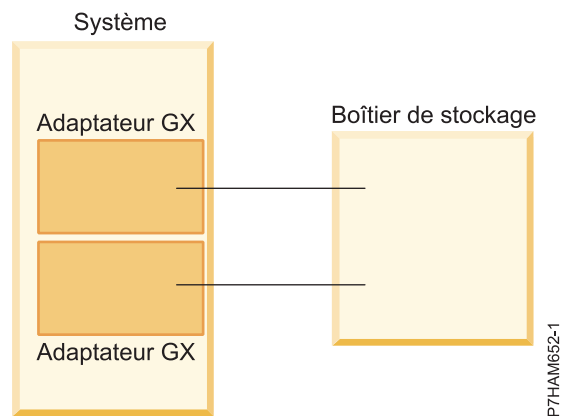 Système
Adaptateur GX
Boîtier de stockage
Adaptateur GX
P7HAM652-1